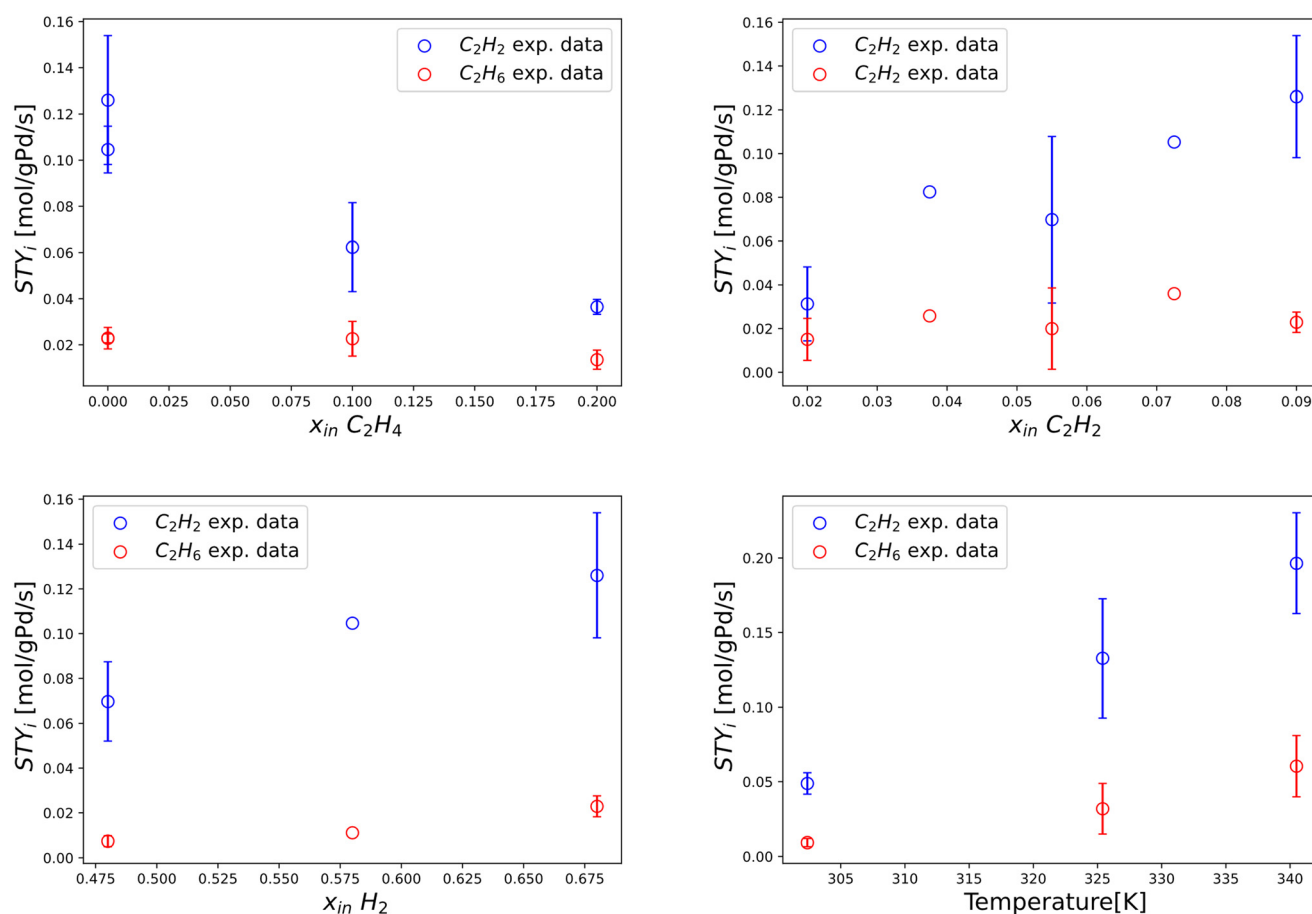 0.16
0.14
0.12
0.10
0.08
0.06
0.04
0.02
STYᵢ [mol/gPd/s]
C₂H₂ exp. data
C₂H₆ exp. data
0.000 0.025 0.050 0.075 0.100 0.125 0.150 0.175 0.200
xᵢₙ C₂H₄
0.16
0.14
0.12
0.10
0.08
0.06
0.04
0.02
0.00
STYᵢ [mol/gPd/s]
C₂H₂ exp. data
C₂H₂ exp. data
0.02 0.03 0.04 0.05 0.06 0.07 0.08 0.09
xᵢₙ C₂H₂
0.16
0.14
0.12
0.10
0.08
0.06
0.04
0.02
0.00
STYᵢ [mol/gPd/s]
C₂H₂ exp. data
C₂H₆ exp. data
0.475 0.500 0.525 0.550 0.575 0.600 0.625 0.650 0.675
xᵢₙ H₂
0.20
0.15
0.10
0.05
0.00
STYᵢ [mol/gPd/s]
C₂H₂ exp. data
C₂H₆ exp. data
305 310 315 320 325 330 335 340
Temperature[K]